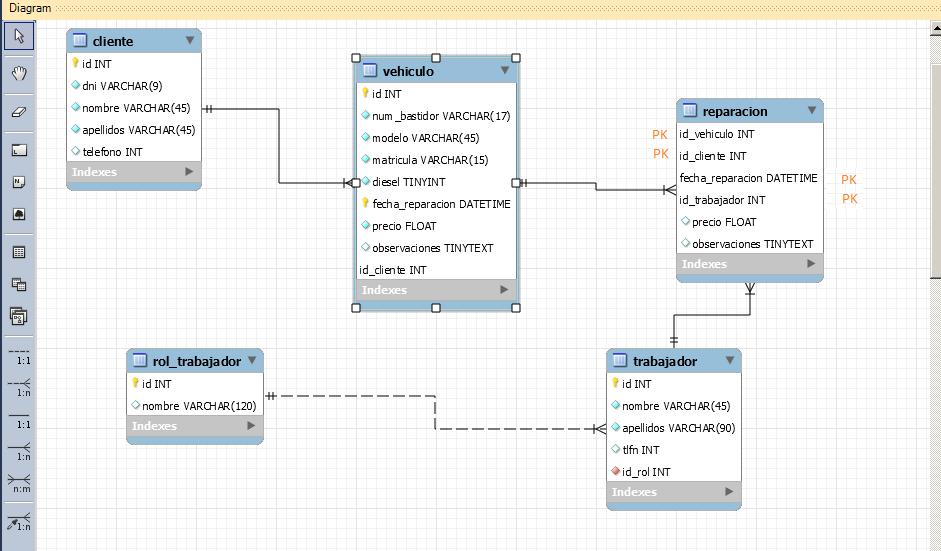 Diagram
cliente
id INT
dni VARCHAR(9)
nombre VARCHAR(45)
apellidos VARCHAR(45)
telefono INT
Indexes
vehiculo
id INT
num_bastidor VARCHAR(17)
modelo VARCHAR(45)
matricula VARCHAR(15)
diesel TINYINT
fecha_reparacion DATETIME
precio FLOAT
observaciones TINYTEXT
id_cliente INT
Indexes
reparacion
PK id_vehiculo INT
PK id_cliente INT
fecha_reparacion DATETIME PK
id_trabajador INT PK
precio FLOAT
observaciones TINYTEXT
Indexes
rol_trabajador
id INT
nombre VARCHAR(120)
Indexes
trabajador
id INT
nombre VARCHAR(45)
apellidos VARCHAR(90)
tlfn INT
id_rol INT
Indexes
1:1
1:n
1:1
1:n
n:m
1:n